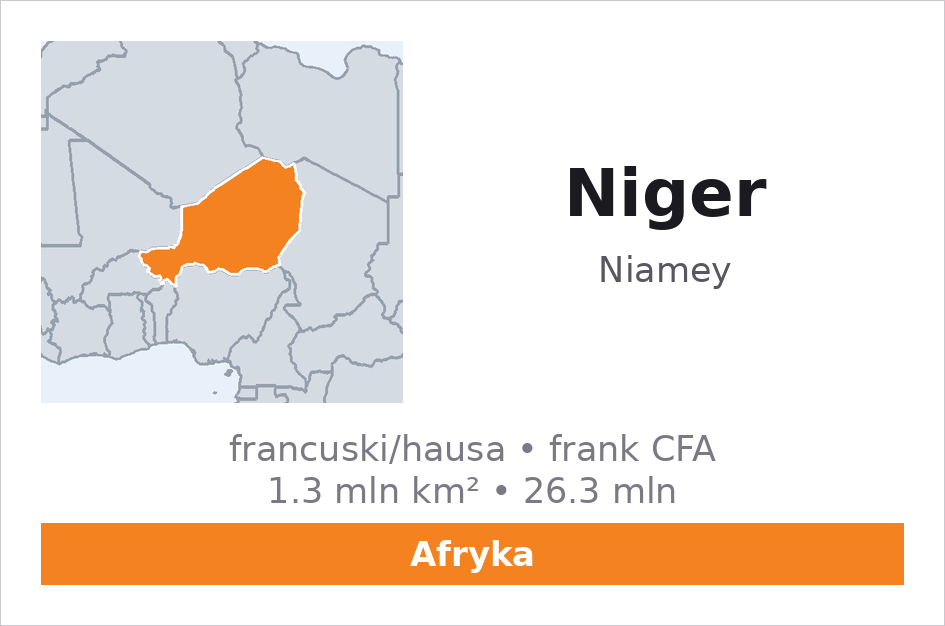 Niger
Niamey
francuski/hausa • frank CFA
1.3 mln km² • 26.3 mln
Afryka